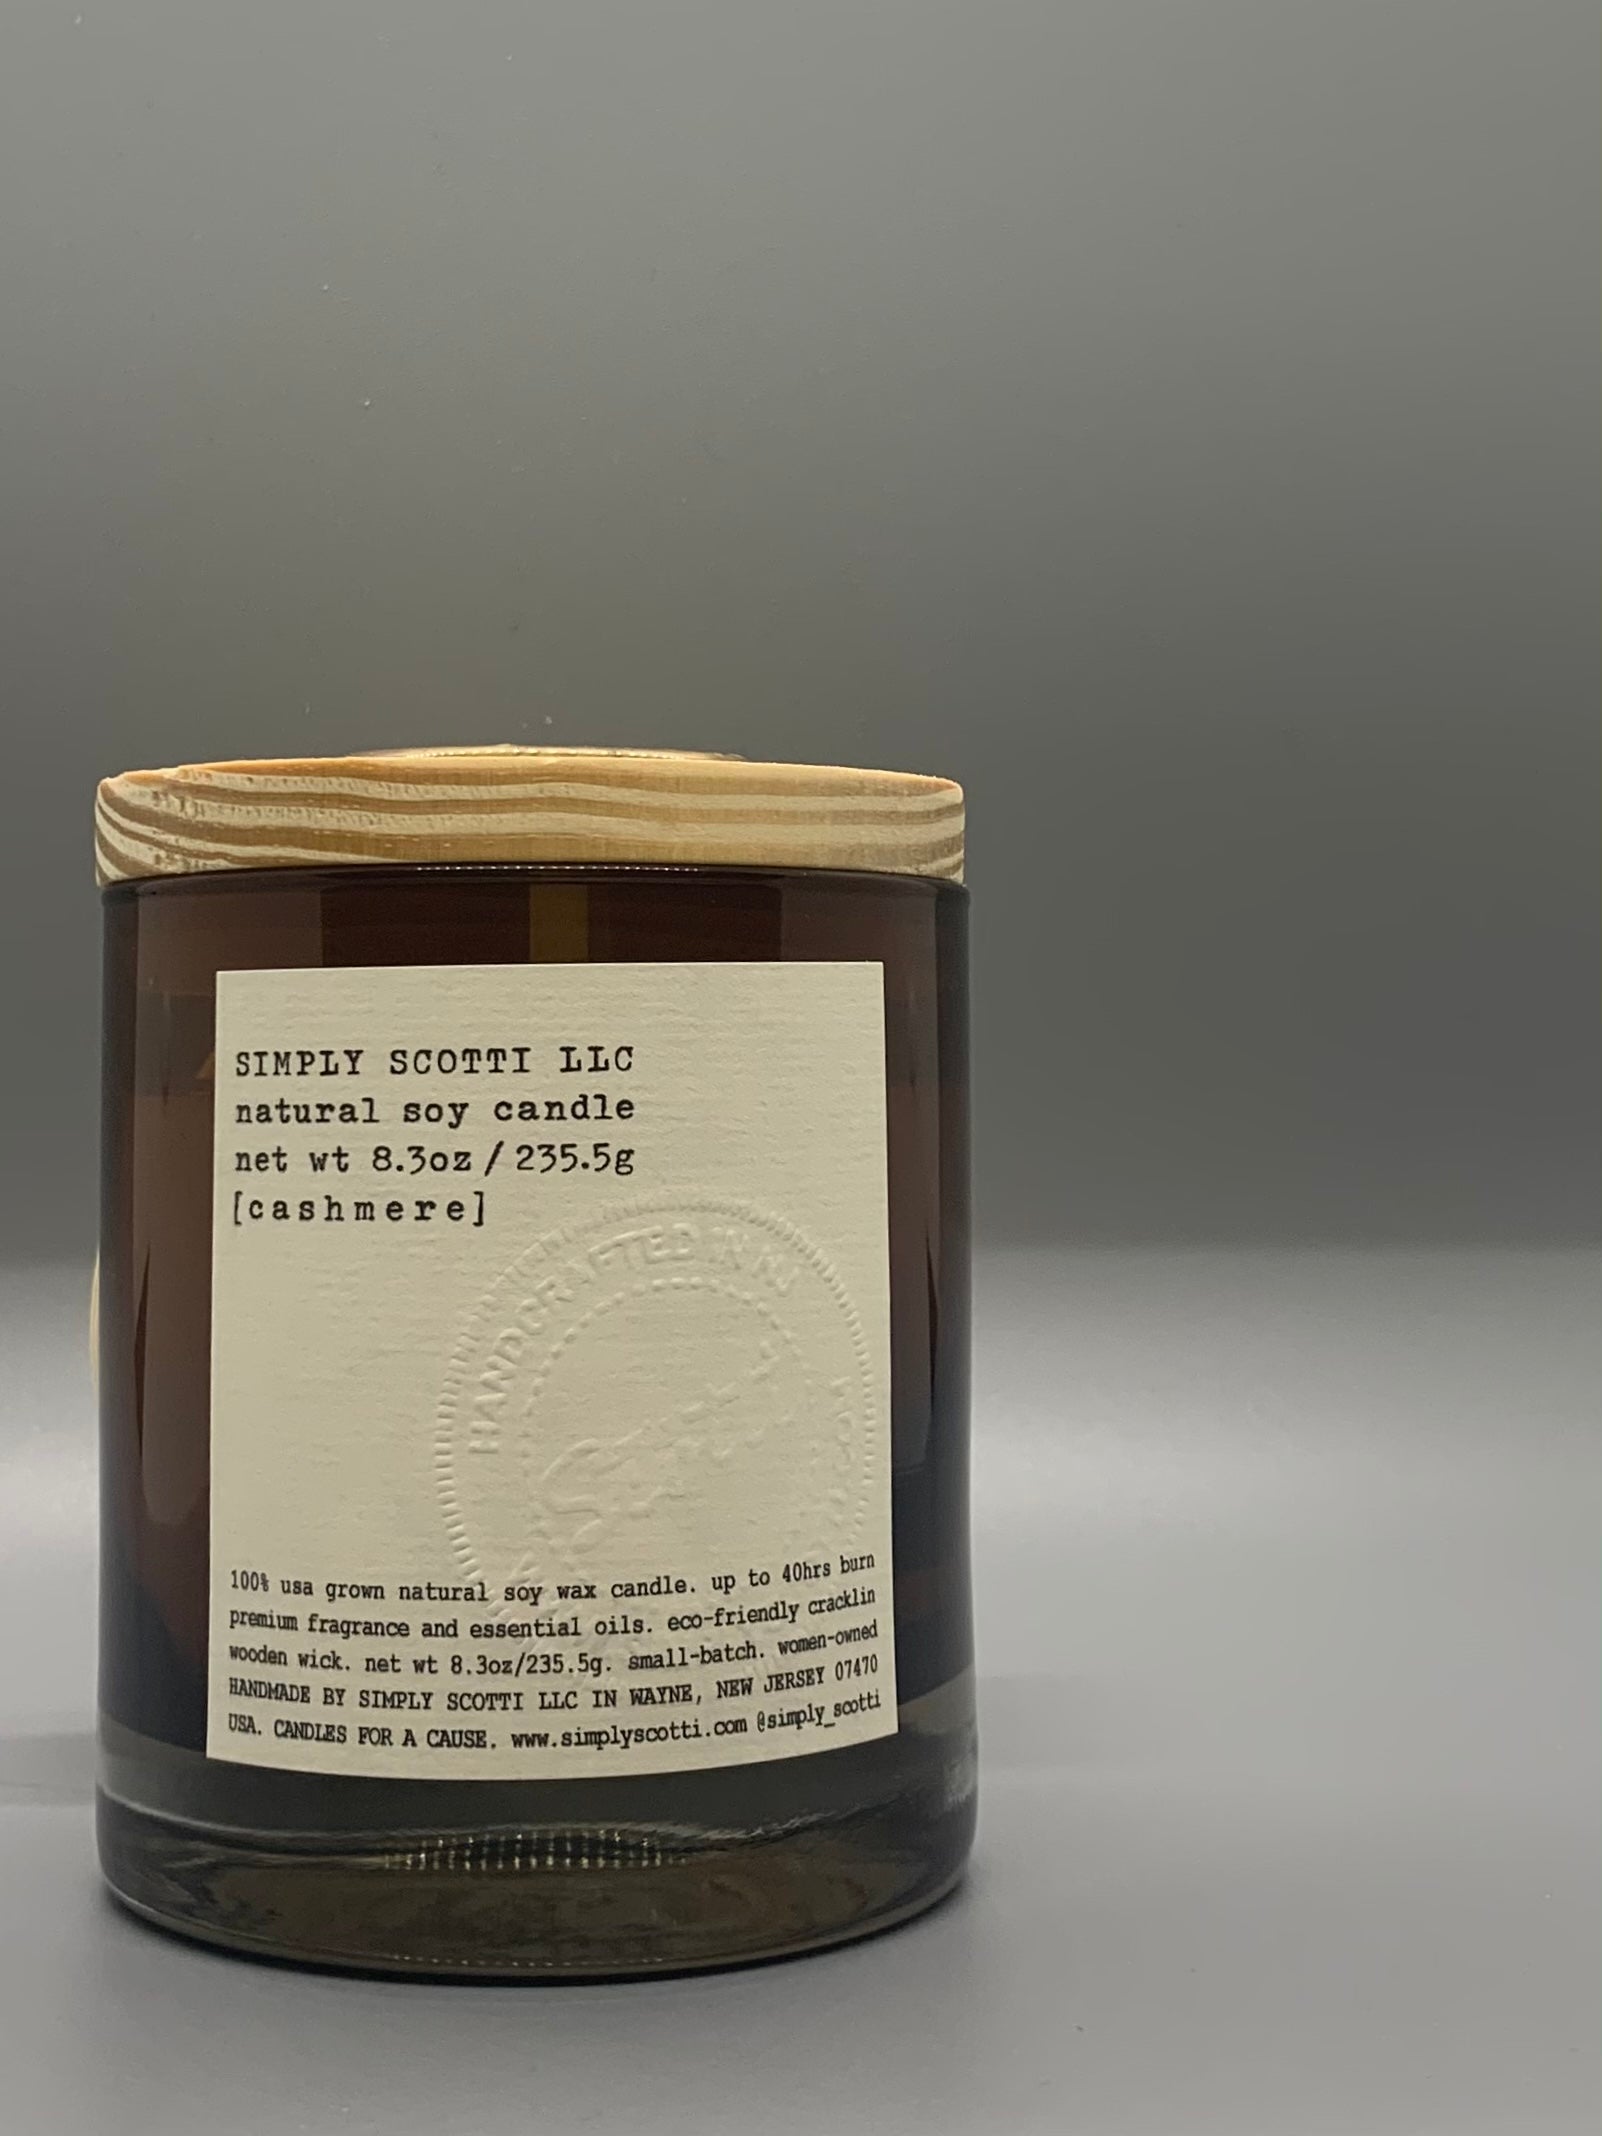 SIMPLY SCOTTI LLC
natural soy candle
net wt 8.3oz / 235.5g
[cashmere]
HANDCRAFTED IN NJ
100% usa grown natural soy wax candle. up to 40hrs burn
premium fragrance and essential oils. eco-friendly cracklin
wooden wick. net wt 8.3oz/235.5g. small-batch. women-owned
HANDMADE BY SIMPLY SCOTTI LLC IN WAYNE, NEW JERSEY 07470
USA. CANDLES FOR A CAUSE. www.simplyscotti.com @simply_scotti